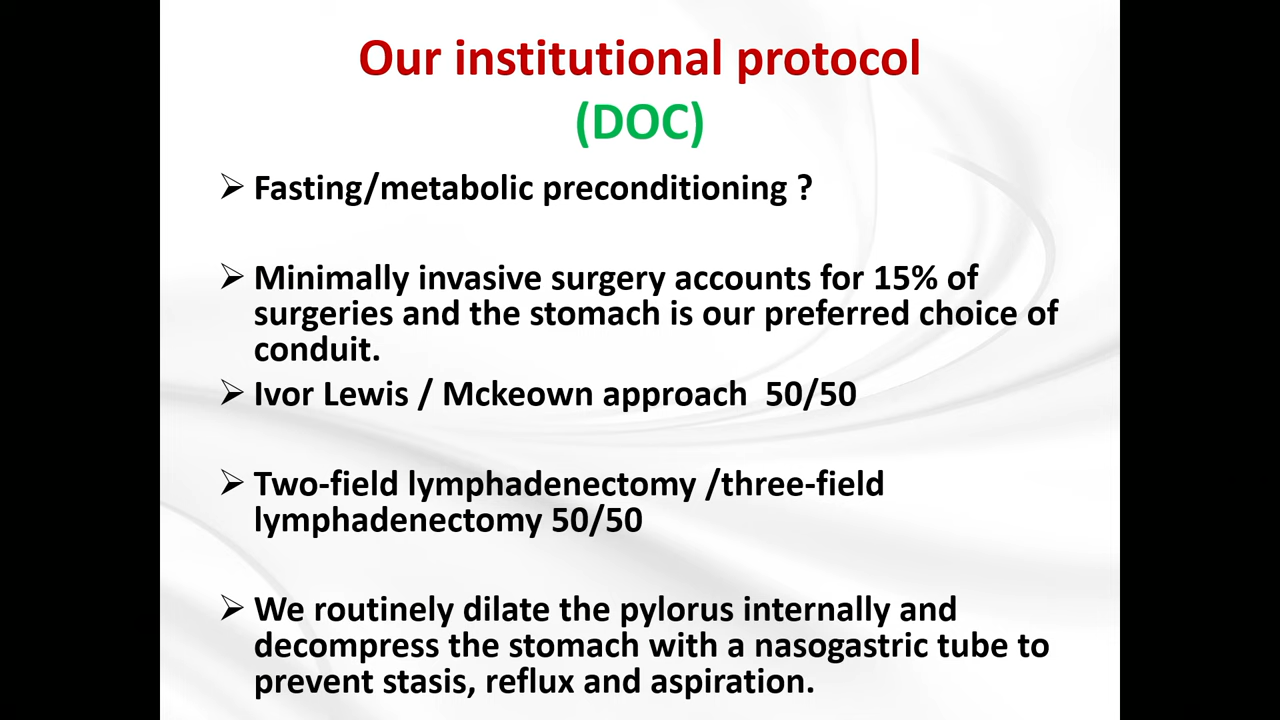 Our institutional protocol
(DOC)
➢ Fasting/metabolic preconditioning ?
➢ Minimally invasive surgery accounts for 15% of
surgeries and the stomach is our preferred choice of
conduit.
➢ Ivor Lewis / Mckeown approach  50/50
➢ Two-field lymphadenectomy /three-field
lymphadenectomy 50/50
➢ We routinely dilate the pylorus internally and
decompress the stomach with a nasogastric tube to
prevent stasis, reflux and aspiration.